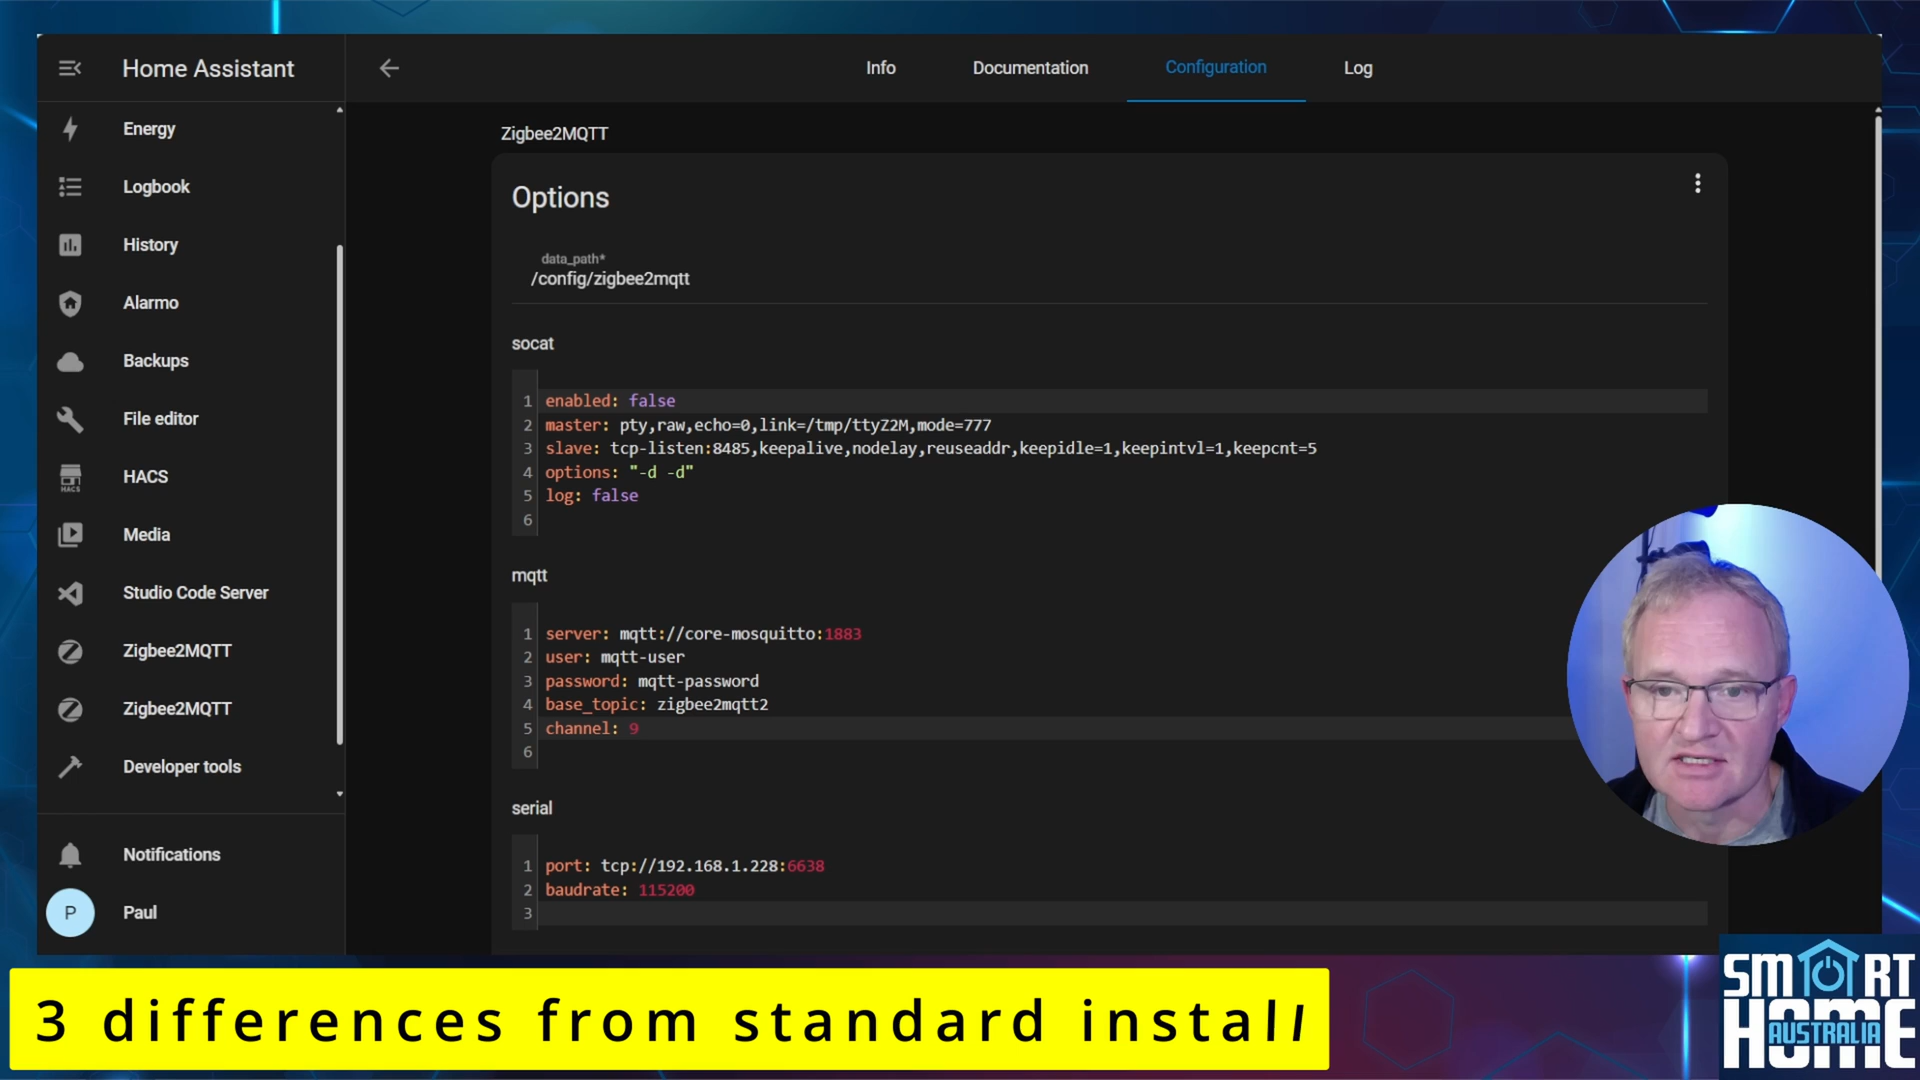 Home Assistant
Info
Documentation
Configuration
Log
Energy
Logbook
History
Alarmo
Backups
File editor
HACS
HACS
Media
Studio Code Server
Zigbee2MQTT
Zigbee2MQTT
Developer tools
Notifications
P
Paul
Zigbee2MQTT
Options
data_path*
/config/zigbee2mqtt
socat
1 enabled: false
2 master: pty,raw,echo=0,link=/tmp/ttyZ2M,mode=777
3 slave: tcp-listen:8485,keepalive,nodelay,reuseaddr,keepidle=1,keepintvl=1,keepcnt=5
4 options: "-d -d"
5 log: false
6
mqtt
1 server: mqtt://core-mosquitto:1883
2 user: mqtt-user
3 password: mqtt-password
4 base_topic: zigbee2mqtt2
5 channel: 9
6
serial
1 port: tcp://192.168.1.228:6638
2 baudrate: 115200
3
3 differences from standard install
SMART
HOME
AUSTRALIA